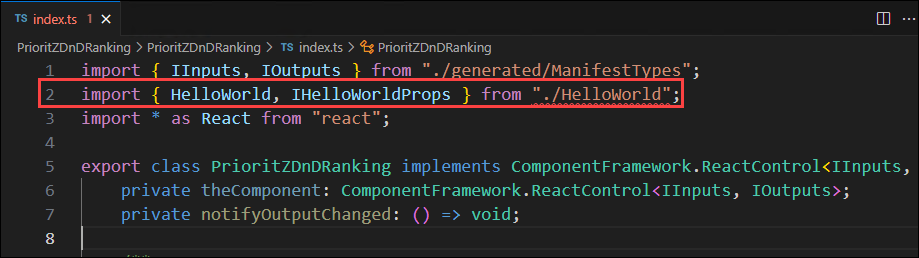 TS index.ts 1 ×
PrioritZDnDRanking > PrioritZDnDRanking > TS index.ts > PrioritZDnDRanking
1 import { IInputs, IOutputs } from "./generated/ManifestTypes";
2 import { HelloWorld, IHelloWorldProps } from "./HelloWorld";
3 import * as React from "react";
4
5 export class PrioritZDnDRanking implements ComponentFramework.ReactControl<IInputs,
6 private theComponent: ComponentFramework.ReactControl<IInputs, IOutputs>;
7 private notifyOutputChanged: () => void;
8
/**